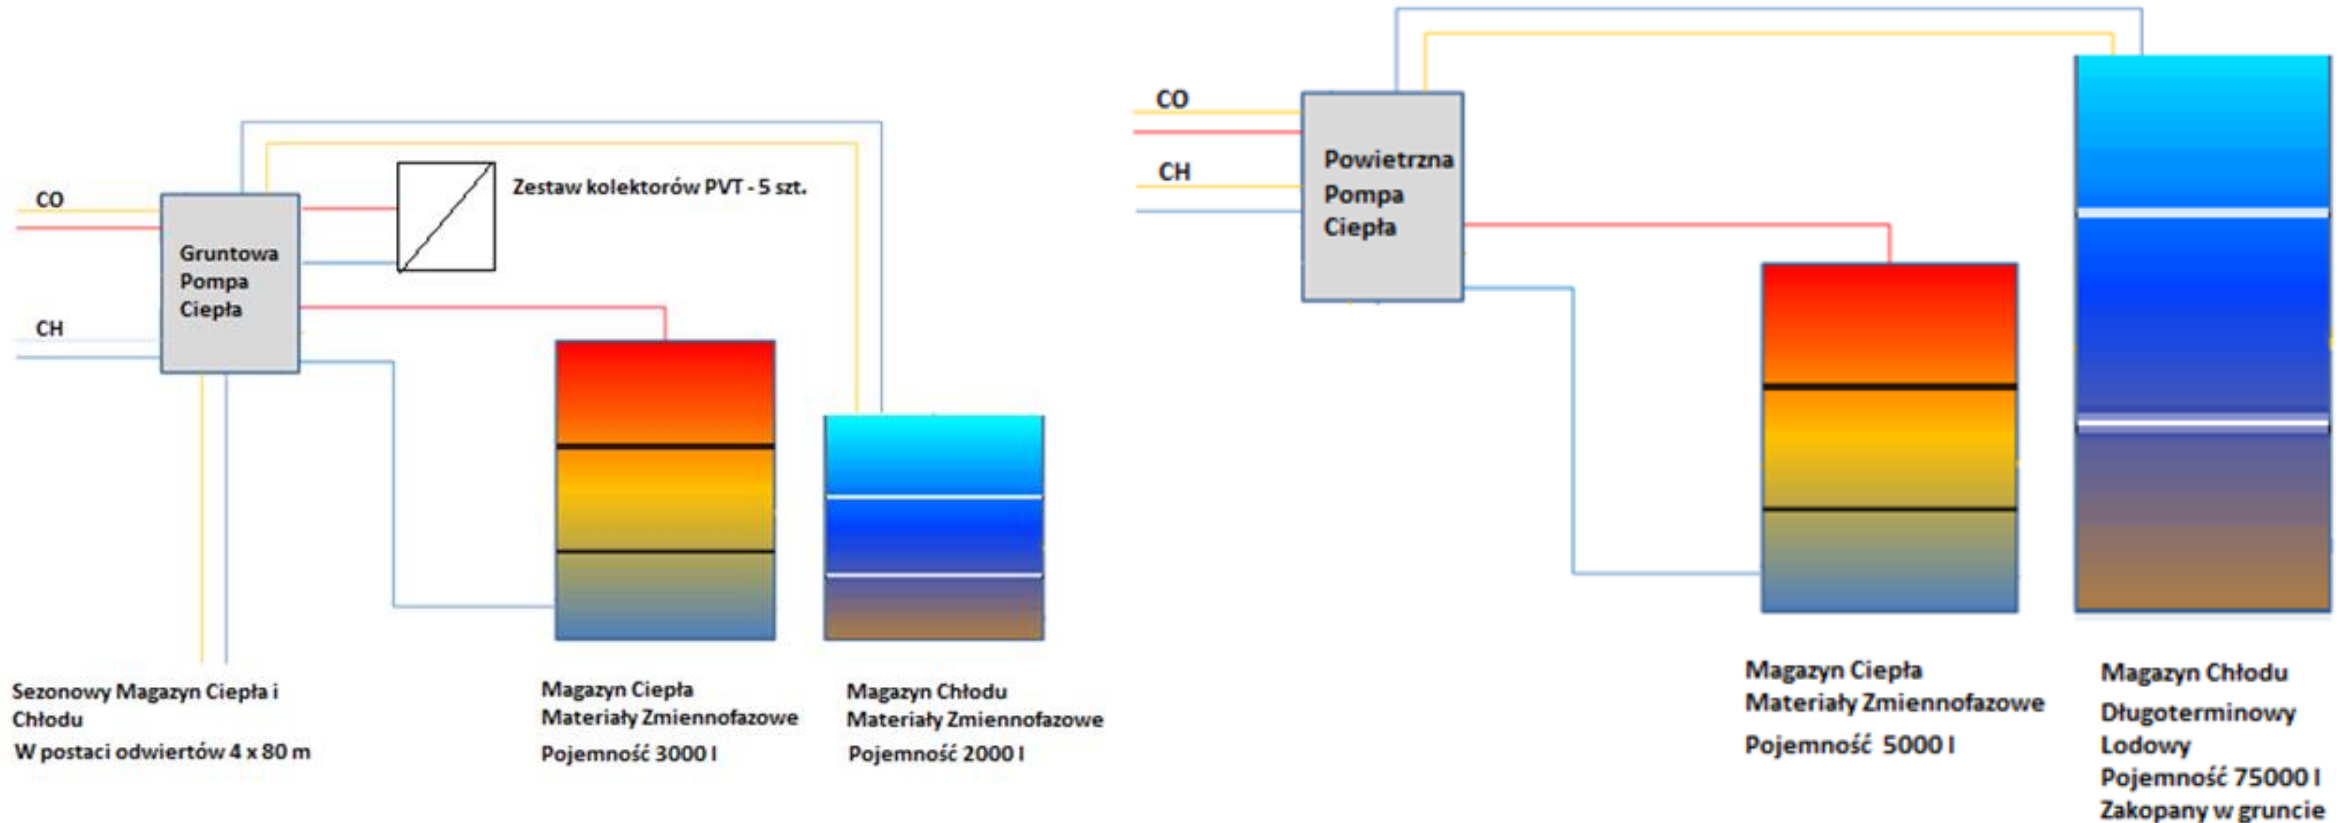 CO
CH
Gruntowa
Pompa
Ciepła
Zestaw kolektorów PVT - 5 szt.
Sezonowy Magazyn Ciepła i
Chłodu
W postaci odwiertów 4 x 80 m
Magazyn Ciepła
Materiały Zmiennofazowe
Pojemność 3000 l
Magazyn Chłodu
Materiały Zmiennofazowe
Pojemność 2000 l
CO
CH
Powietrzna
Pompa
Ciepła
Magazyn Ciepła
Materiały Zmiennofazowe
Pojemność 5000 l
Magazyn Chłodu
Długoterminowy
Lodowy
Pojemność 75000 l
Zakopany w gruncie